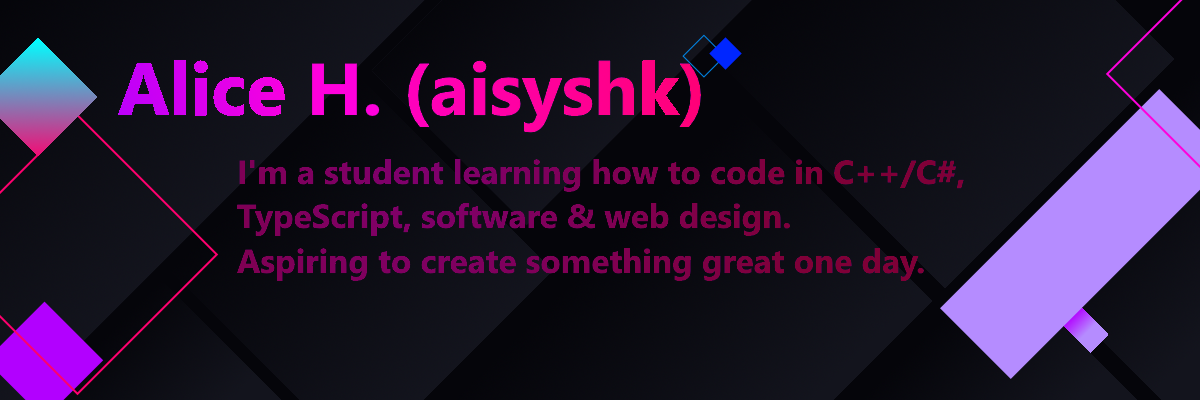 Alice H. (aisyshk)
I'm a student learning how to code in C++/C#,
TypeScript, software & web design.
Aspiring to create something great one day.